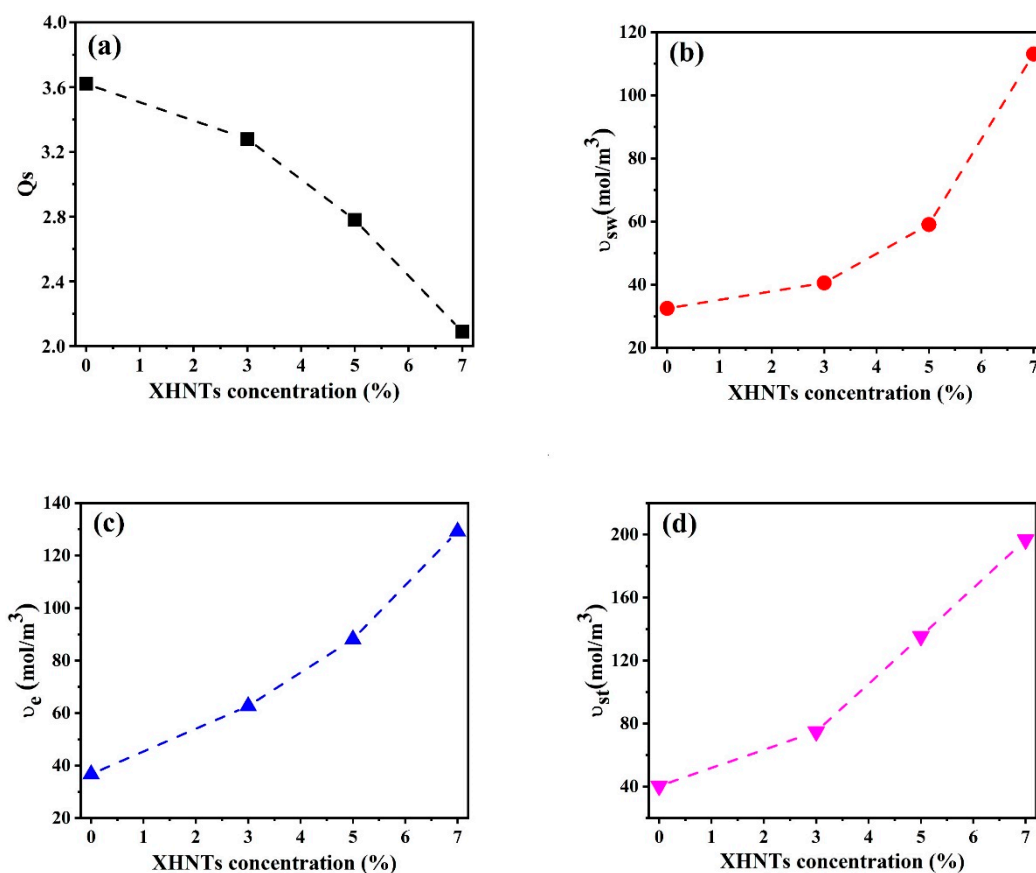 (a)
4.0
3.6
3.2
2.8
2.4
2.0
Qs
0 1 2 3 4 5 6 7
XHNTs concentration (%)
(b)
120
100
80
60
40
20
υsw(mol/m³)
0 1 2 3 4 5 6 7
XHNTs concentration (%)
(c)
140
120
100
80
60
40
20
υe (mol/m³)
0 1 2 3 4 5 6 7
XHNTs concentration (%)
(d)
200
160
120
80
40
υst(mol/m³)
0 1 2 3 4 5 6 7
XHNTs concentration (%)